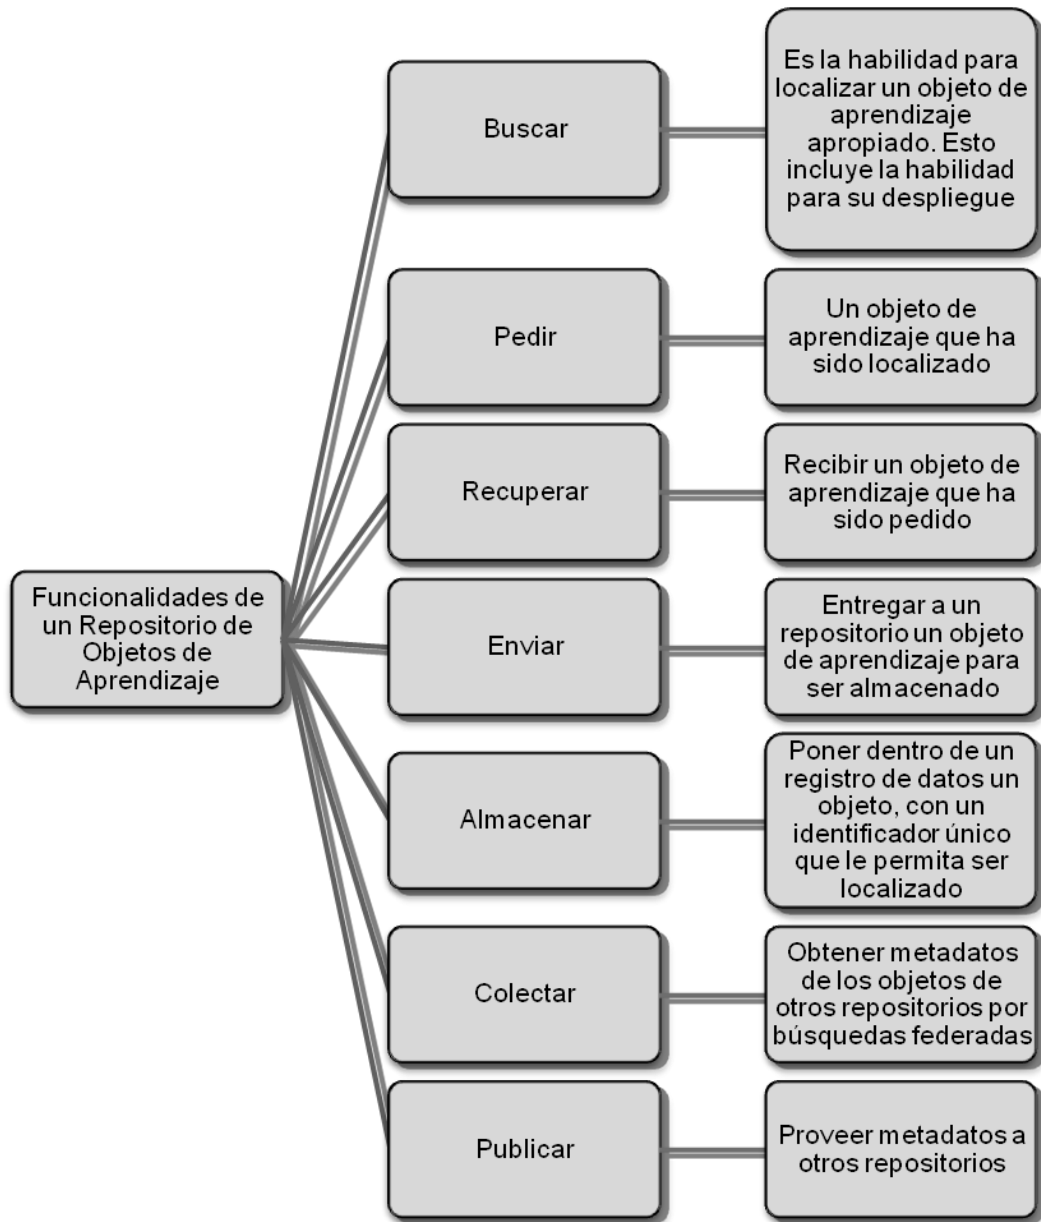 Funcionalidades de
un Repositorio de
Objetos de
Aprendizaje
Buscar
Es la habilidad para
localizar un objeto de
aprendizaje
apropiado. Esto
incluye la habilidad
para su despliegue
Pedir
Un objeto de
aprendizaje que ha
sido localizado
Recuperar
Recibir un objeto de
aprendizaje que ha
sido pedido
Enviar
Entregar a un
repositorio un objeto
de aprendizaje para
ser almacenado
Almacenar
Poner dentro de un
registro de datos un
objeto, con un
identificador único
que le permita ser
localizado
Colectar
Obtener metadatos
de los objetos de
otros repositorios por
búsquedas federadas
Publicar
Proveer metadatos a
otros repositorios